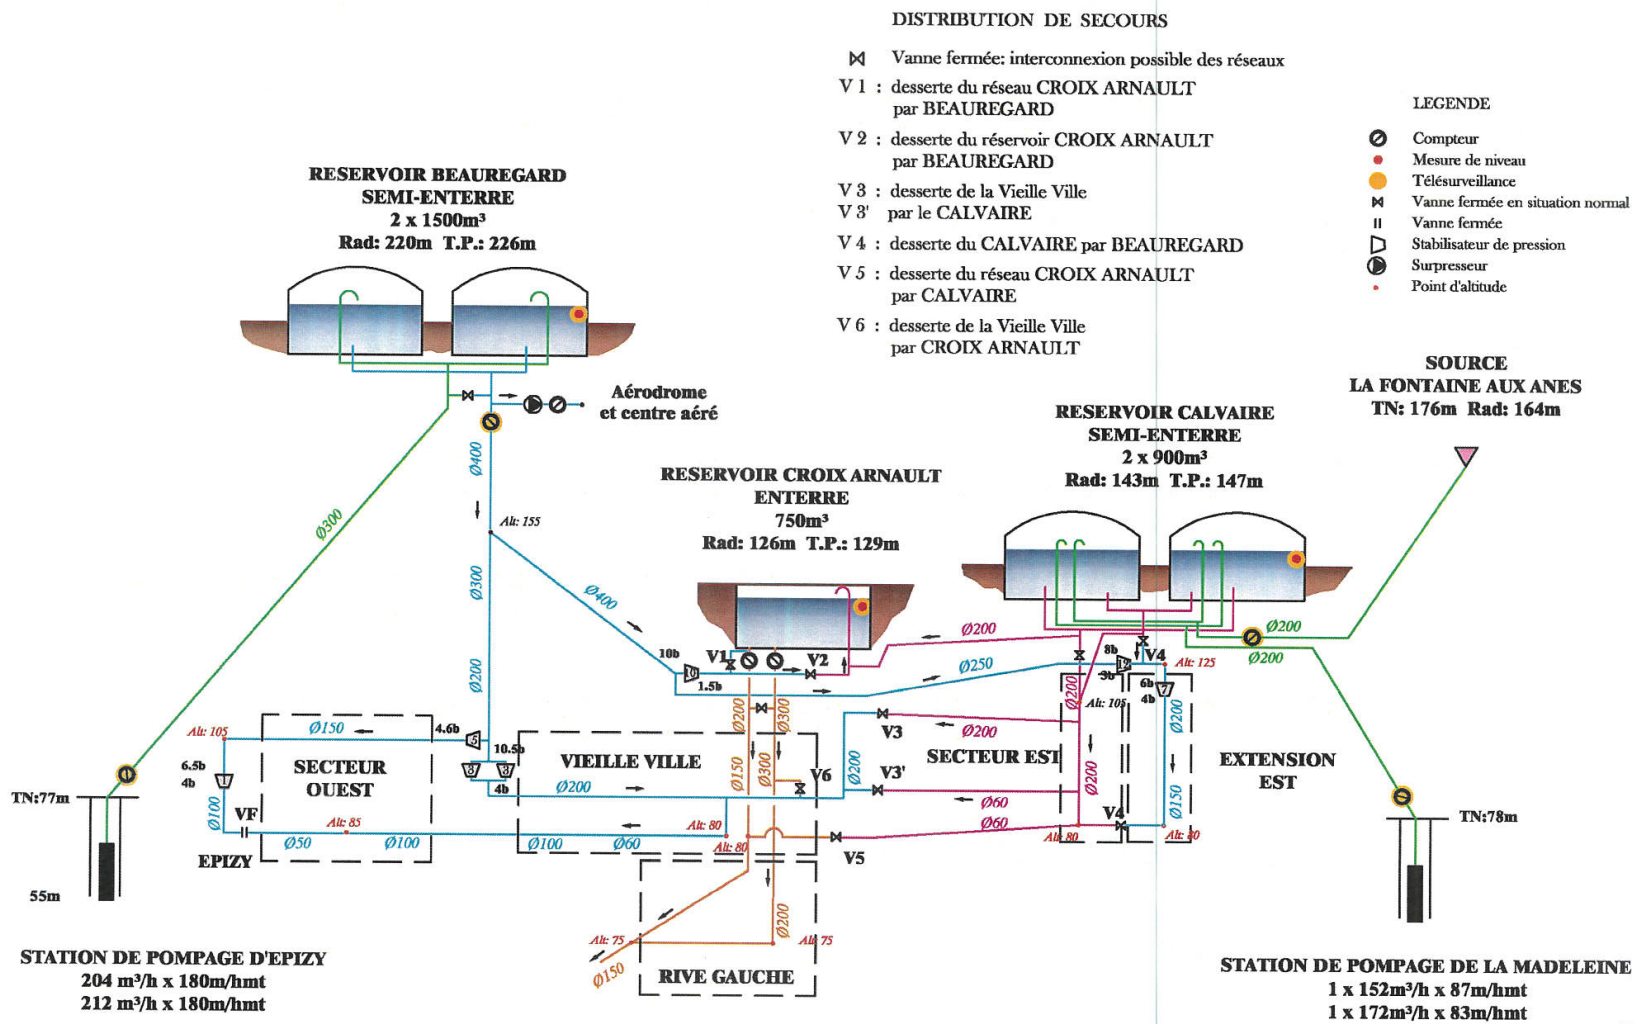 DISTRIBUTION DE SECOURS
Vanne fermée: interconnexion possible des réseaux
V 1 : desserte du réseau CROIX ARNAULT
par BEAUREGARD
V 2 : desserte du réservoir CROIX ARNAULT
par BEAUREGARD
V 3 : desserte de la Vieille Ville
V 3' par le CALVAIRE
V 4 : desserte du CALVAIRE par BEAUREGARD
V 5 : desserte du réseau CROIX ARNAULT
par CALVAIRE
V 6 : desserte de la Vieille Ville
par CROIX ARNAULT
LEGENDE
Compteur
Mesure de niveau
Télésurveillance
Vanne fermée en situation normal
Vanne fermée
Stabilisateur de pression
Surpresseur
Point d'altitude
RESERVOIR BEAUREGARD
SEMI-ENTERRE
2 x 1500m³
Rad: 220m T.P.: 226m
Aérodrome
et centre aéré
SOURCE
LA FONTAINE AUX ANES
TN: 176m Rad: 164m
RESERVOIR CALVAIRE
SEMI-ENTERRE
2 x 900m³
Rad: 143m T.P.: 147m
RESERVOIR CROIX ARNAULT
ENTERRE
750m³
Rad: 126m T.P.: 129m
Ø400
Alt: 155
Ø300
Ø300
Ø400
Ø200
Ø200
Ø200
Ø200
10b
V1
V2
10
1.5b
Ø250
8b
12
3b
V4
Alt: 125
6b
7
4b
Ø200
Ø200
Ø300
Ø200
Alt: 105
Ø200
Alt: 105
Ø150
4.6b
5
10.5b
3
3
4b
VIEILLE VILLE
SECTEUR
OUEST
V3
Ø200
SECTEUR EST
EXTENSION
EST
6.5b
4b
Ø100
VF
EPIZY
Ø200
Ø150
Ø300
V6
Ø200
V3'
Ø60
Ø200
Ø150
Alt: 85
Ø50
Ø100
Ø100
Ø60
Alt: 80
Alt: 80
V5
Ø60
Alt: 80
V4
Alt: 80
TN:77m
55m
TN:78m
Ø200
Alt: 75
Alt: 75
Ø150
RIVE GAUCHE
STATION DE POMPAGE D'EPIZY
204 m³/h x 180m/hmt
212 m³/h x 180m/hmt
STATION DE POMPAGE DE LA MADELEINE
1 x 152m³/h x 87m/hmt
1 x 172m³/h x 83m/hmt